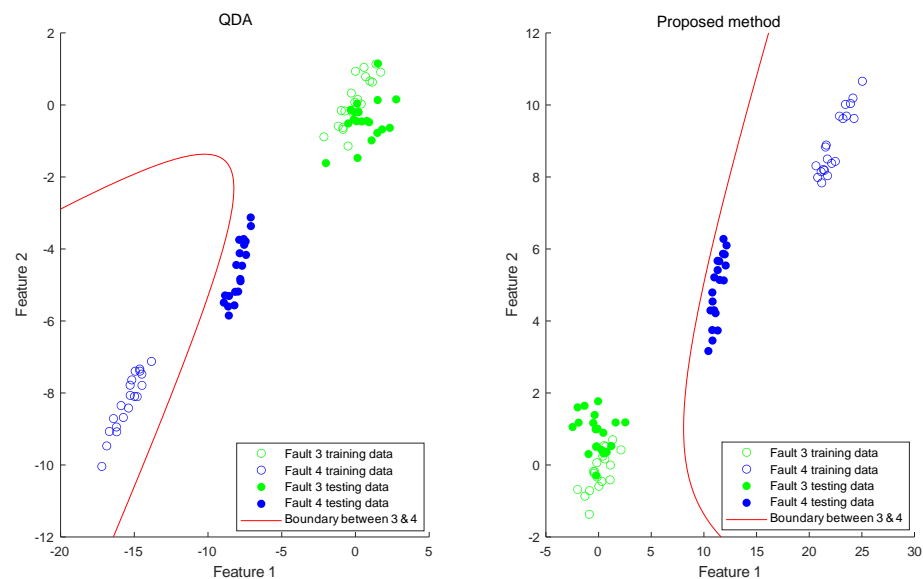 QDA
Feature 2
2
0
-2
-4
-6
-8
-10
-12
-20
-15
-10
-5
0
5
Feature 1
Fault 3 training data
Fault 4 training data
Fault 3 testing data
Fault 4 testing data
Boundary between 3 & 4
Proposed method
Feature 2
12
10
8
6
4
2
0
-2
-5
0
5
10
15
20
25
30
Feature 1
Fault 3 training data
Fault 4 training data
Fault 3 testing data
Fault 4 testing data
Boundary between 3 & 4